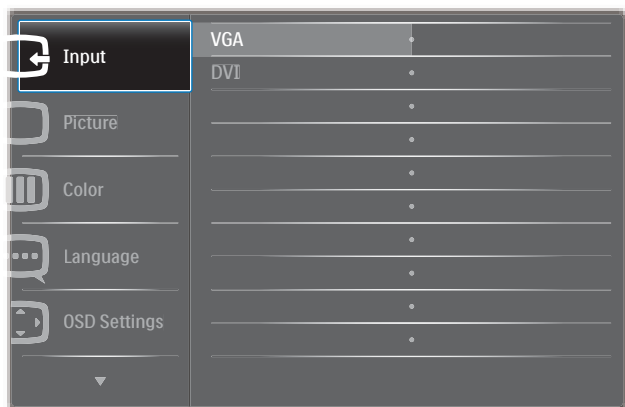 Input
VGA
DVI
Picture
Color
Language
OSD Settings